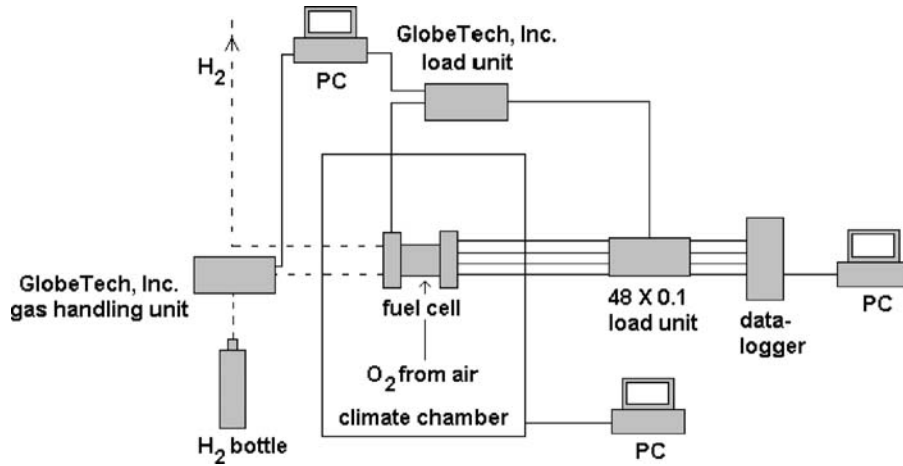 GlobeTech, Inc.
load unit
H2
PC
GlobeTech, Inc.
gas handling unit
fuel cell
48 X 0.1
load unit
data-
logger
PC
O2 from air
climate chamber
H2 bottle
PC